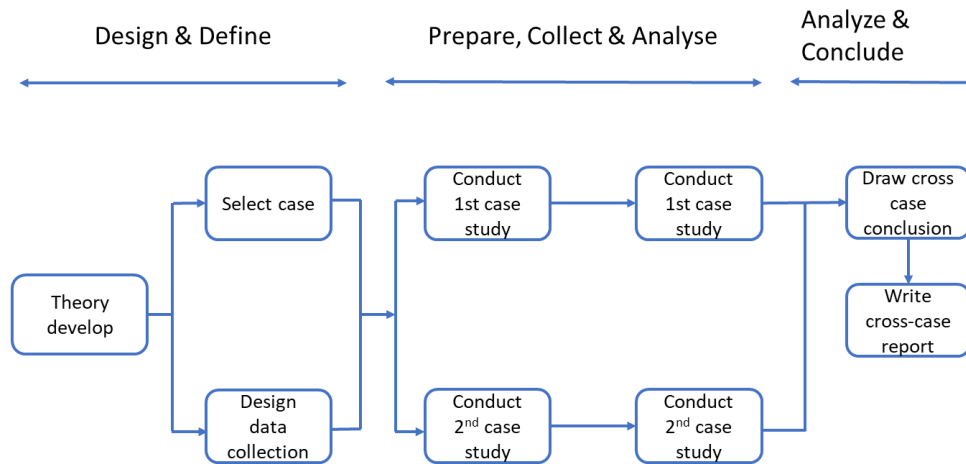 Design & Define
Prepare, Collect & Analyse
Analyze &
Conclude
Select case
Conduct
1st case
study
Conduct
1st case
study
Draw cross
case
conclusion
Theory
develop
Write
cross-case
report
Design
data
collection
Conduct
2nd case
study
Conduct
2nd case
study